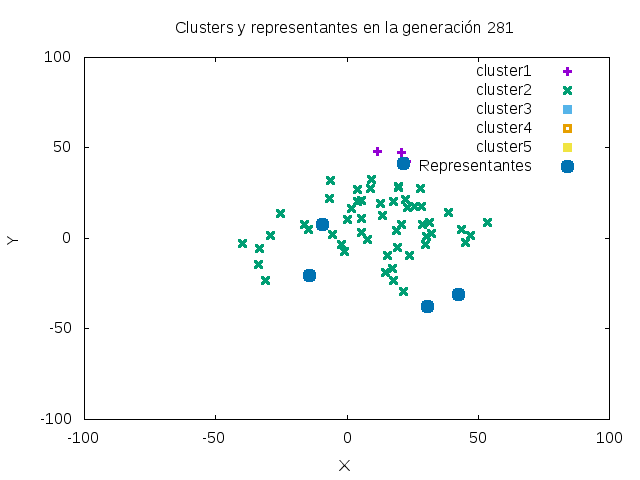 Clusters y representantes en la generación 281
100
50
0
-50
-100
-100
-50
0
50
100
Y
X
cluster1
cluster2
cluster3
cluster4
cluster5
Representantes